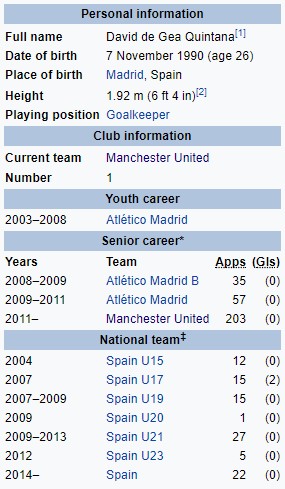 Personal information
Full name David de Gea Quintana[1]
Date of birth 7 November 1990 (age 26)
Place of birth Madrid, Spain
Height 1.92 m (6 ft 4 in)[2]
Playing position Goalkeeper
Club information
Current team Manchester United
Number 1
Youth career
2003–2008 Atlético Madrid
Senior career*
Years Team Apps (Gls)
2008–2009 Atlético Madrid B 35 (0)
2009–2011 Atlético Madrid 57 (0)
2011– Manchester United 203 (0)
National team‡
2004 Spain U15 12 (0)
2007 Spain U17 15 (2)
2007–2009 Spain U19 15 (0)
2009 Spain U20 1 (0)
2009–2013 Spain U21 27 (0)
2012 Spain U23 5 (0)
2014– Spain 22 (0)